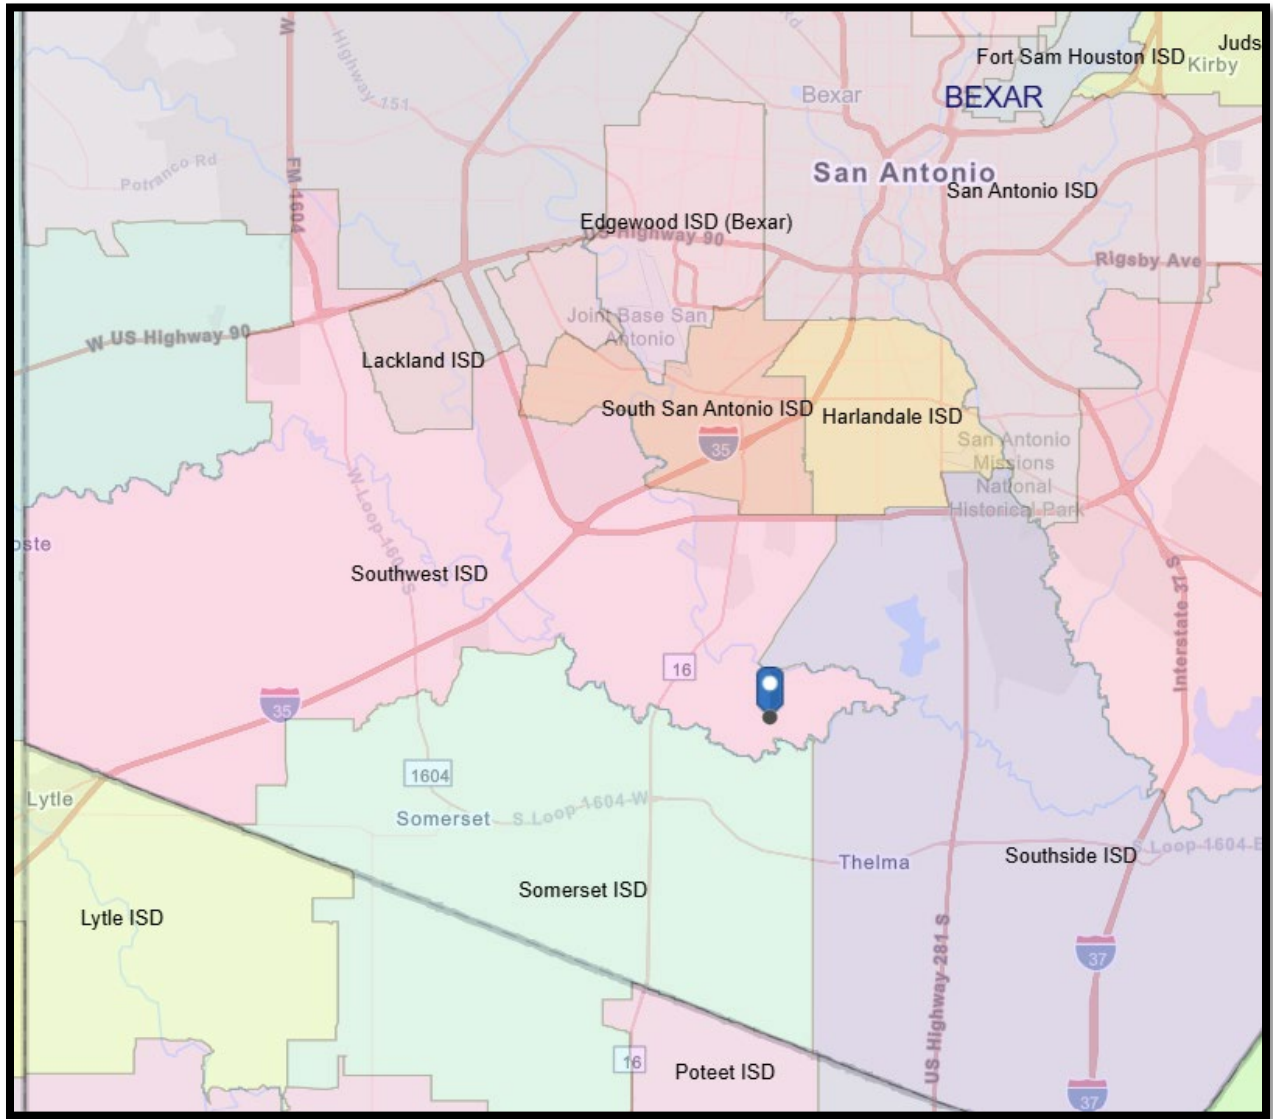 W
Rd
Highway 151
Fort Sam Houston ISD
Juds
Kirby
Bexar
BEXAR
Potranco Rd
FM 1604
San Antonio
San Antonio ISD
Edgewood ISD (Bexar)
US Highway 90
Rigsby Ave
W US Highway 90
Joint Base San
Antonio
Lackland ISD
South San Antonio ISD
Harlandale ISD
35
San Antonio
Missions
National
Historical Park
W Loop 1604 S
oste
Southwest ISD
Interstate 37 S
16
35
1604
Lytle
Somerset
S Loop 1604 W
Thelma
Southside ISD
S Loop 1604 E
Somerset ISD
Lytle ISD
US Highway 281 S
37
16
Poteet ISD
37